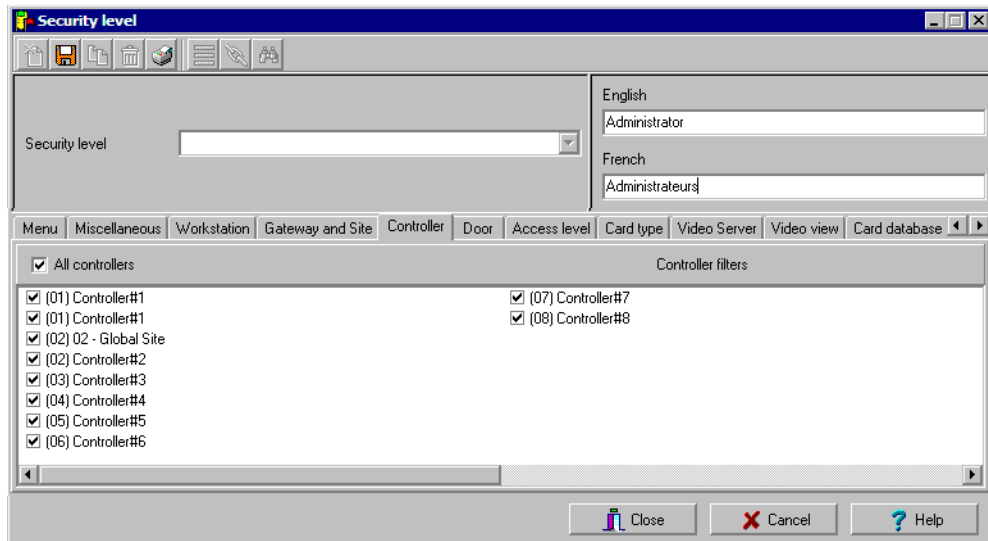 Security level
English
Administrator
Security level
French
Administrateurs
Menu Miscellaneous Workstation Gateway and Site Controller Door Access level Card type Video Server Video view Card database
All controllers Controller filters
(01) Controller#1
(01) Controller#1
(02) 02 - Global Site
(02) Controller#2
(03) Controller#3
(04) Controller#4
(05) Controller#5
(06) Controller#6
(07) Controller#7
(08) Controller#8
Close Cancel Help